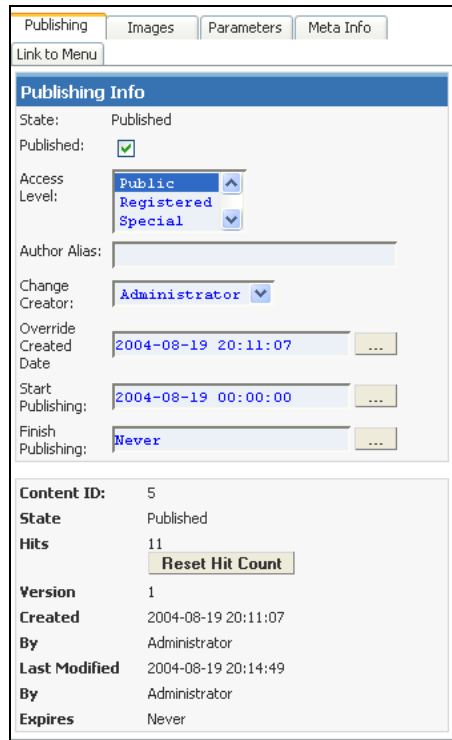 Publishing Images Parameters Meta Info
Link to Menu
Publishing Info
State: Published
Published:
Access
Level:
Public
Registered
Special
Author Alias:
Change
Creator:
Administrator
Override
Created
Date
2004-08-19 20:11:07 ...
Start
Publishing:
2004-08-19 00:00:00 ...
Finish
Publishing:
Never ...
Content ID: 5
State Published
Hits 11
Reset Hit Count
Version 1
Created 2004-08-19 20:11:07
By Administrator
Last Modified 2004-08-19 20:14:49
By Administrator
Expires Never